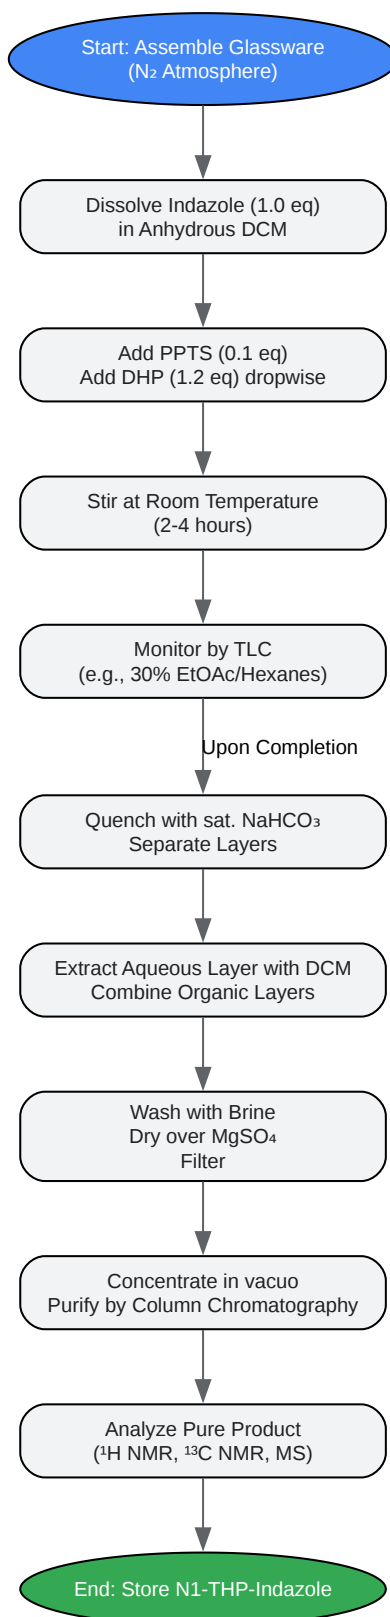 Start: Assemble Glassware
(N₂ Atmosphere)
Dissolve Indazole (1.0 eq)
in Anhydrous DCM
Add PPTS (0.1 eq)
Add DHP (1.2 eq) dropwise
Stir at Room Temperature
(2-4 hours)
Monitor by TLC
(e.g., 30% EtOAc/Hexanes)
Upon Completion
Quench with sat. NaHCO₃
Separate Layers
Extract Aqueous Layer with DCM
Combine Organic Layers
Wash with Brine
Dry over MgSO₄
Filter
Concentrate in vacuo
Purify by Column Chromatography
Analyze Pure Product
(¹H NMR, ¹³C NMR, MS)
End: Store N1-THP-Indazole